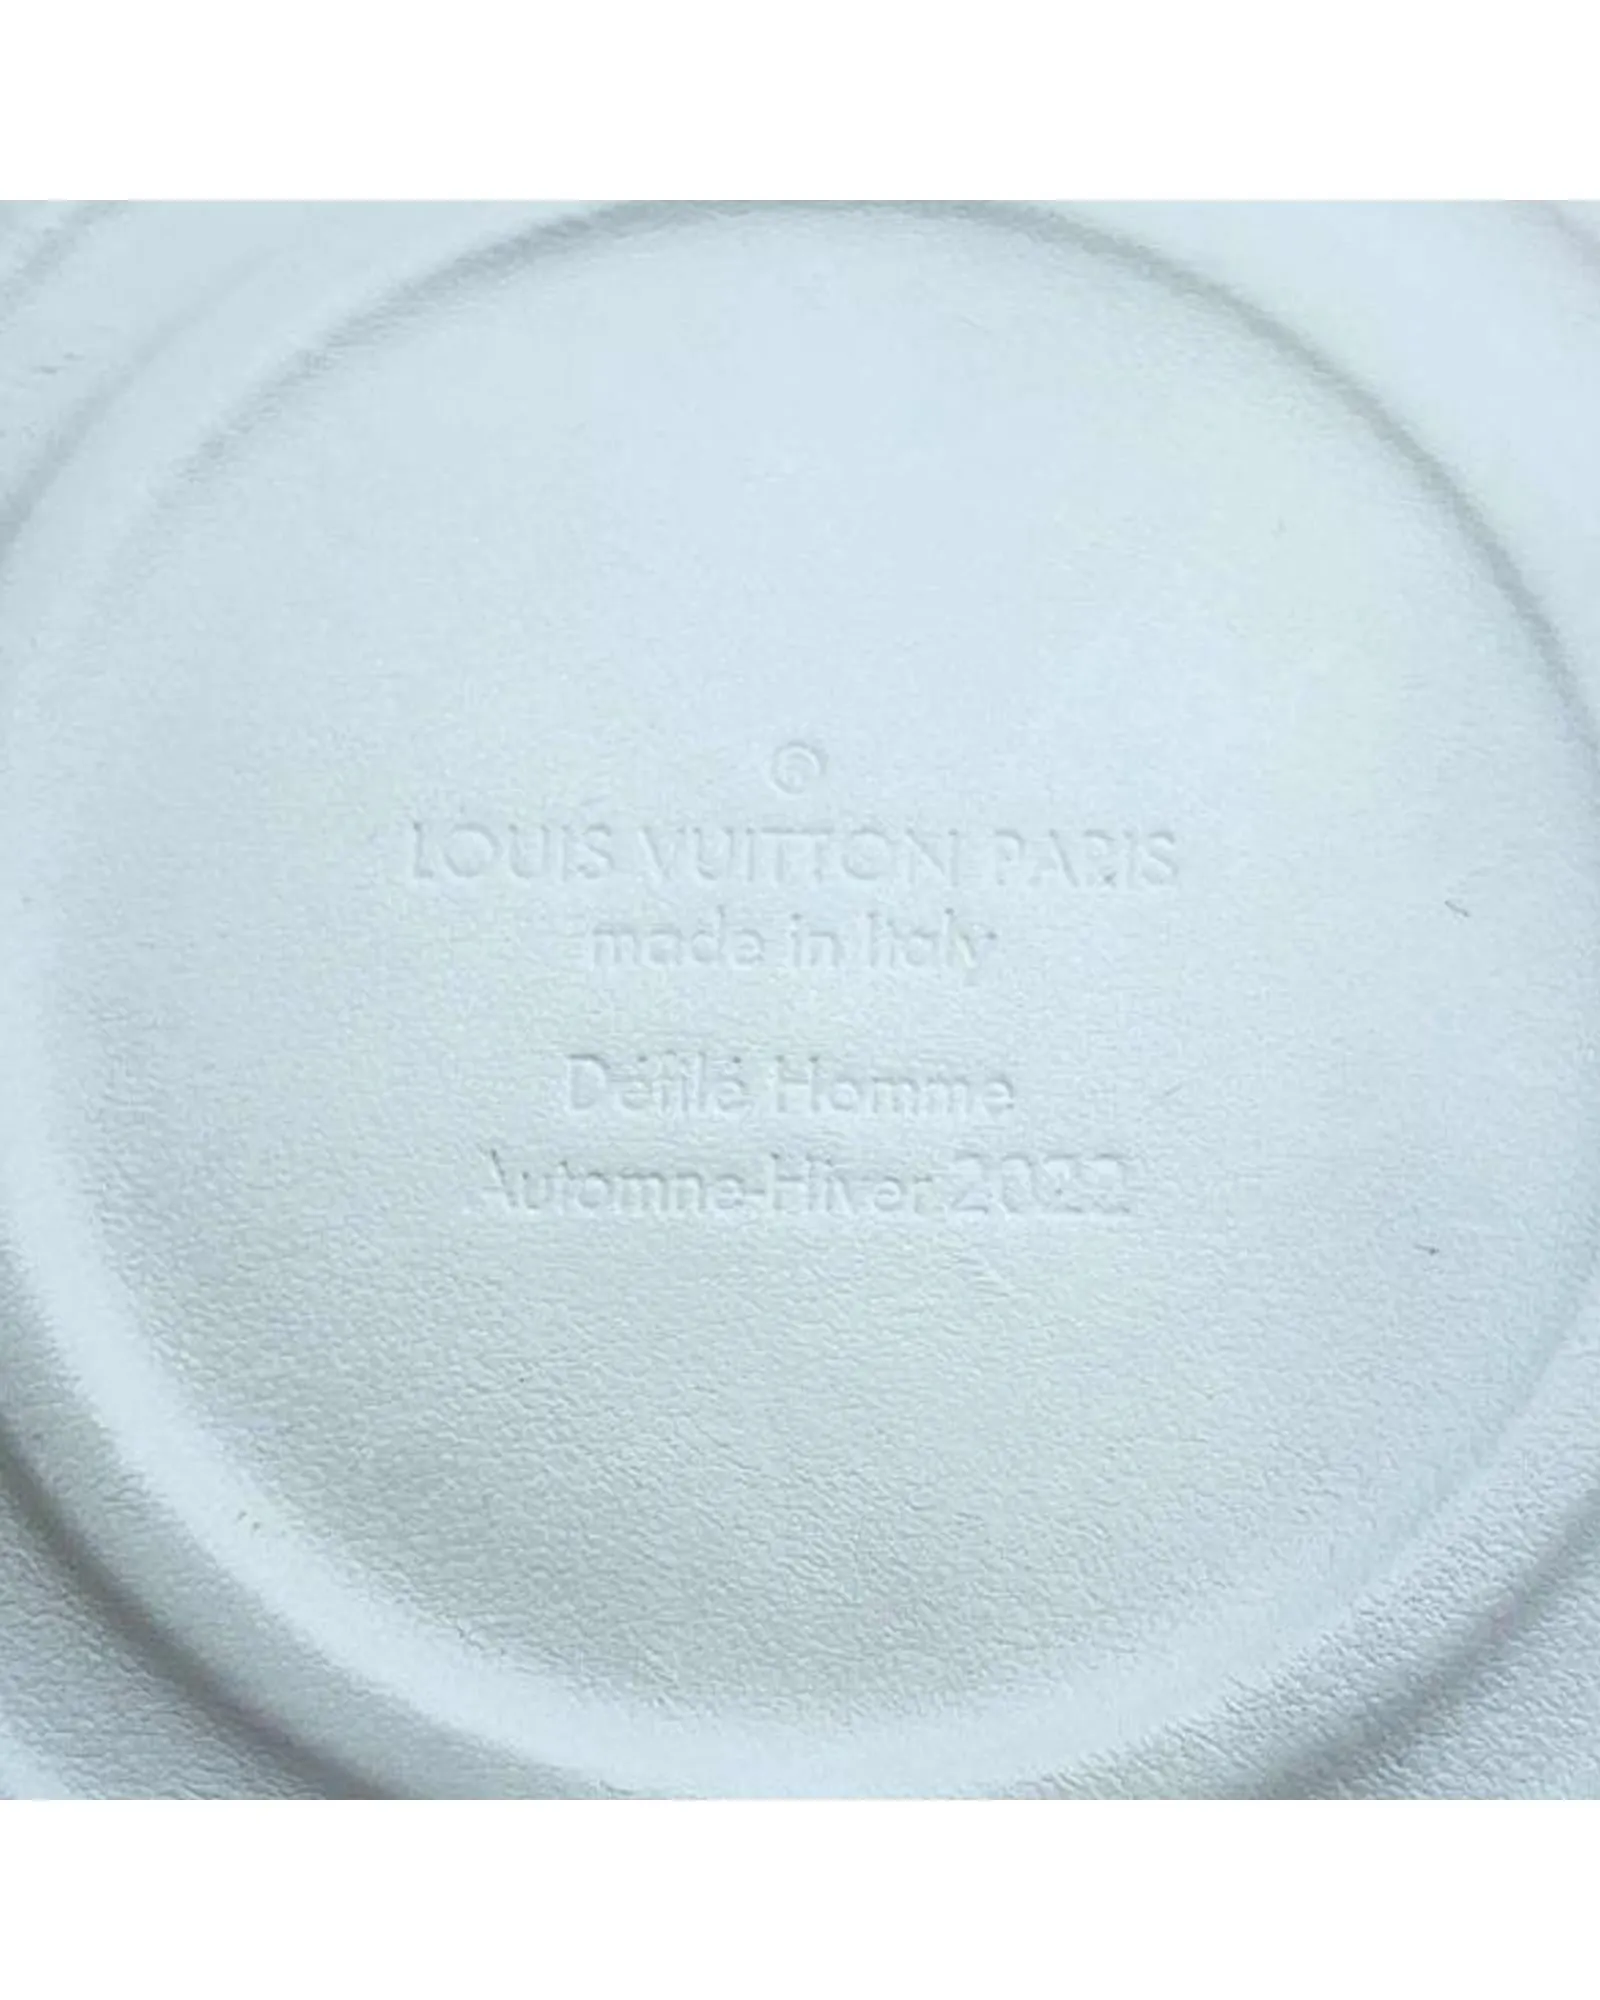 ®
LOUIS VUITTON PARIS
made in Italy
Défilé Homme
Automne-Hiver 2022